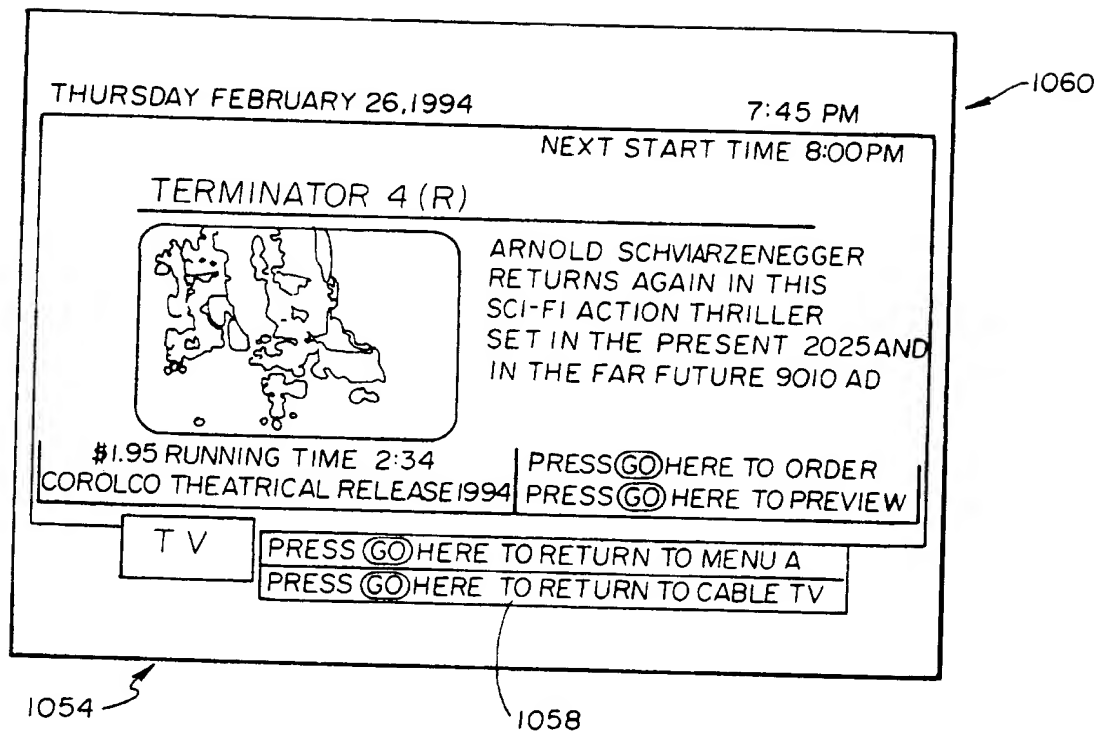 1060
THURSDAY FEBRUARY 26,1994 7:45 PM
NEXT START TIME 8:00PM
TERMINATOR 4 (R)
ARNOLD SCHVIARZENEGGER
RETURNS AGAIN IN THIS
SCI-FI ACTION THRILLER
SET IN THE PRESENT 2025AND
IN THE FAR FUTURE 9010 AD
$1.95 RUNNING TIME 2:34
COROLCO THEATRICAL RELEASE1994
PRESS GO HERE TO ORDER
PRESS GO HERE TO PREVIEW
TV
PRESS GO HERE TO RETURN TO MENU A
PRESS GO HERE TO RETURN TO CABLE TV
1054
1058